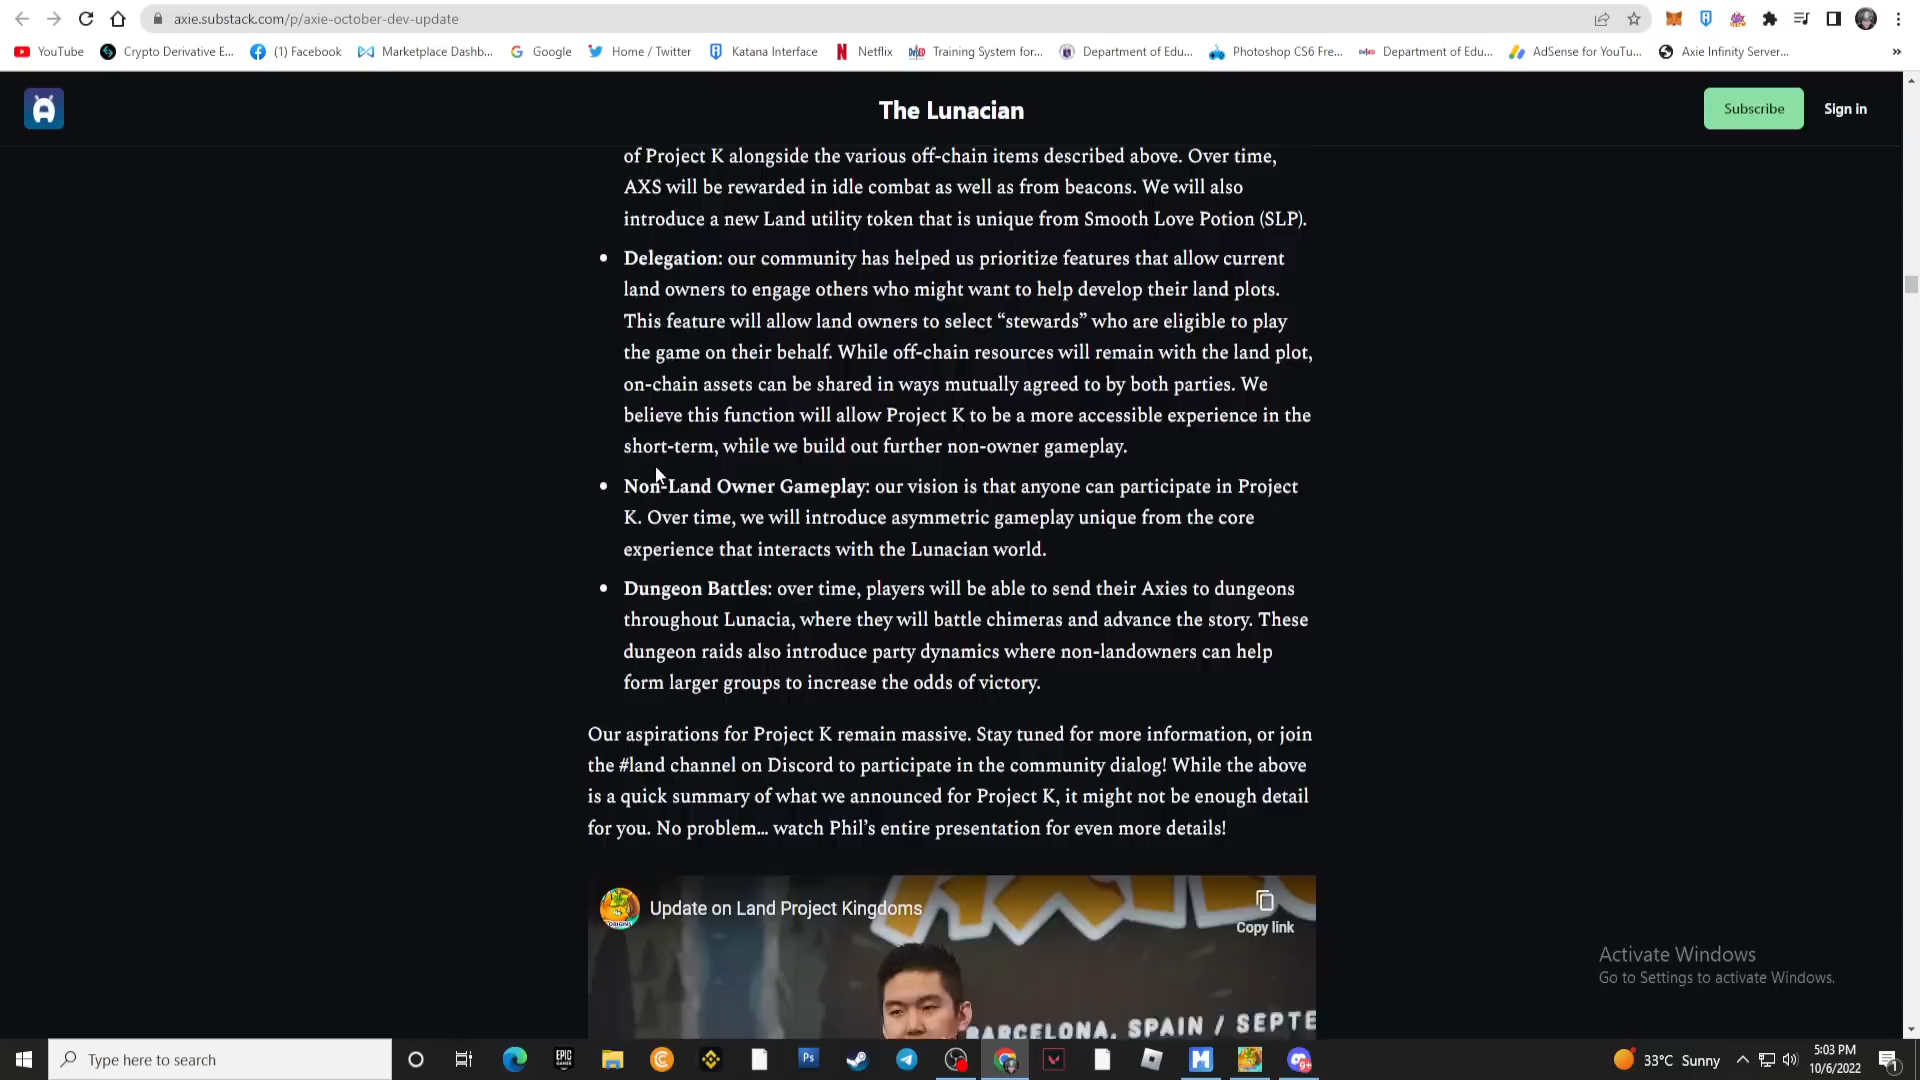 axie.substack.com/p/axie-october-dev-update
YouTube
Crypto Derivative E...
(1) Facebook
Marketplace Dashb...
Google
Home / Twitter
Katana Interface
Netflix
Training System for...
Department of Edu...
Photoshop CS6 Fre...
Department of Edu...
AdSense for YouTu...
Axie Infinity Server...
»
The Lunacian
Subscribe
Sign in
of Project K alongside the various off-chain items described above. Over time,
AXS will be rewarded in idle combat as well as from beacons. We will also
introduce a new Land utility token that is unique from Smooth Love Potion (SLP).
• Delegation: our community has helped us prioritize features that allow current
land owners to engage others who might want to help develop their land plots.
This feature will allow land owners to select “stewards” who are eligible to play
the game on their behalf. While off-chain resources will remain with the land plot,
on-chain assets can be shared in ways mutually agreed to by both parties. We
believe this function will allow Project K to be a more accessible experience in the
short-term, while we build out further non-owner gameplay.
• Non-Land Owner Gameplay: our vision is that anyone can participate in Project
K. Over time, we will introduce asymmetric gameplay unique from the core
experience that interacts with the Lunacian world.
• Dungeon Battles: over time, players will be able to send their Axies to dungeons
throughout Lunacia, where they will battle chimeras and advance the story. These
dungeon raids also introduce party dynamics where non-landowners can help
form larger groups to increase the odds of victory.
Our aspirations for Project K remain massive. Stay tuned for more information, or join
the #land channel on Discord to participate in the community dialog! While the above
is a quick summary of what we announced for Project K, it might not be enough detail
for you. No problem... watch Phil’s entire presentation for even more details!
Update on Land Project Kingdoms
Copy link
BARCELONA, SPAIN / SEPTE
Activate Windows
Go to Settings to activate Windows.
Type here to search
EPIC
GAMES
Ps
33°C Sunny
5:03 PM
10/6/2022
1